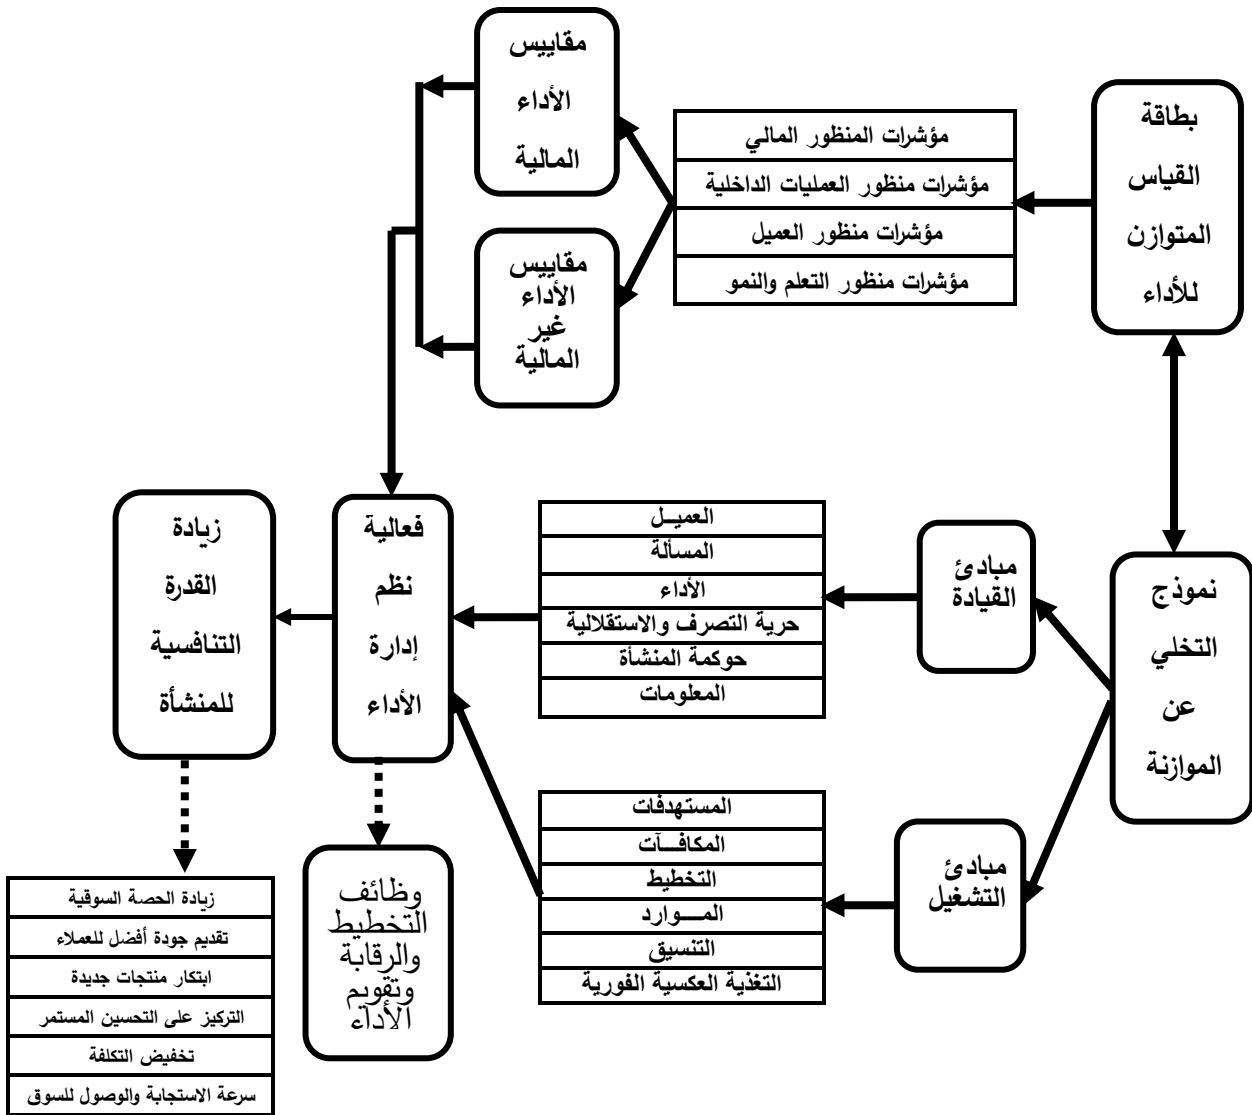 بطاقة
القياس
المتوازن
للأداء
مؤشرات المنظور المالي
مؤشرات منظور العمليات الداخلية
مؤشرات منظور العميل
مؤشرات منظور التعلم والنمو
مقاييس
الأداء
المالية
مقاييس
الأداء
غير
المالية
نموذج
التخلي
عن
الموازنة
مبادئ
القيادة
العميــل
المسألة
الأداء
حرية التصرف والاستقلالية
حوكمة المنشأة
المعلومات
مبادئ
التشغيل
المستهدفات
المكافــآت
التخطيط
المــــوارد
التنسيق
التغذية العكسية الفورية
فعالية
نظم
إدارة
الأداء
وظائف
التخطيط
والرقابة
وتقويم
الأداء
زيادة
القدرة
التنافسية
للمنشأة
زيادة الحصة السوقية
تقديم جودة أفضل للعملاء
ابتكار منتجات جديدة
التركيز على التحسين المستمر
تخفيض التكلفة
سرعة الاستجابة والوصول للسوق